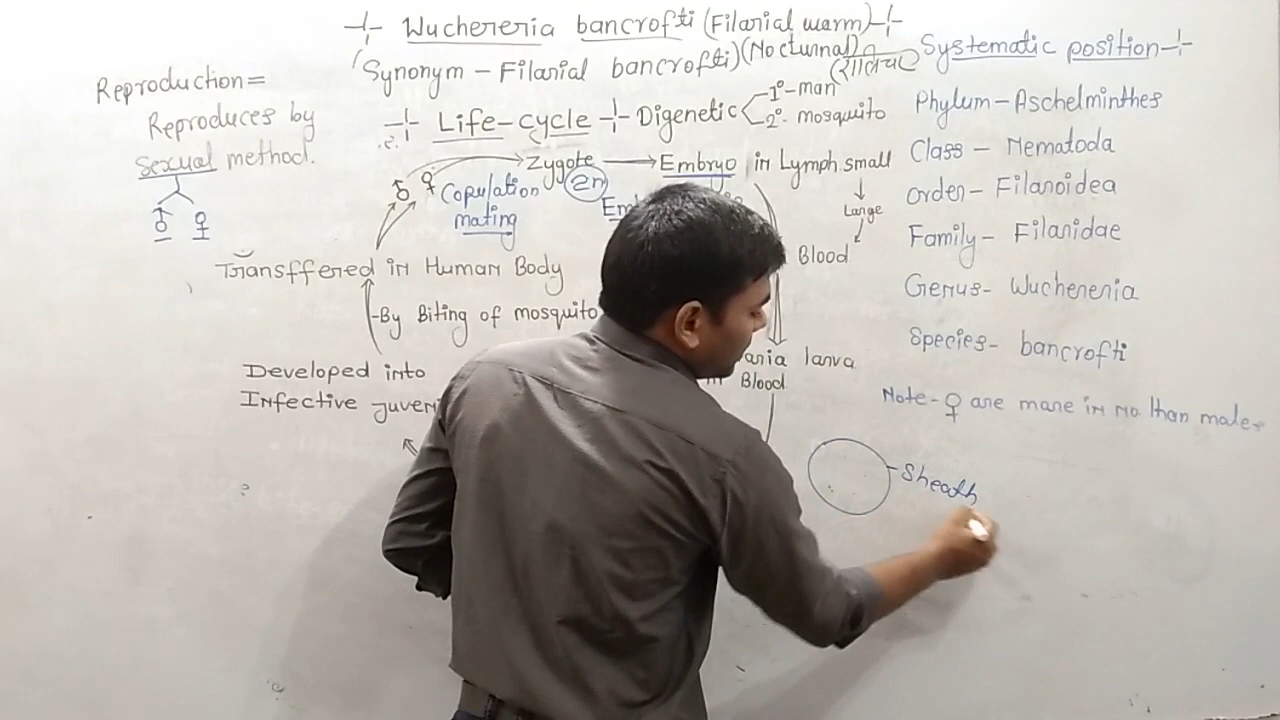 Wuchereria bancrofti (Filarial warm)
Synonym - Filarial bancrofti) (Nocturnal)
Reproduction =
Reproduces by
sexual method.
♂ ♀
Life-cycle Digenetic
1°-man
2°- mosquito
♂ ♀ Copulation
mating
Zygote → Embryo in Lymph small
2n
Large
Blood
Transffered in Human Body
-By Biting of mosquito
Developed into
Infective
larva
Blood
Systematic position
Phylum - Aschelminthes
Class - Nematoda
Order - Filarioidea
Family - Filaridae
Genus - Wuchereria
Species - bancrofti
Note - ♀ are more in no. than males
Sheath